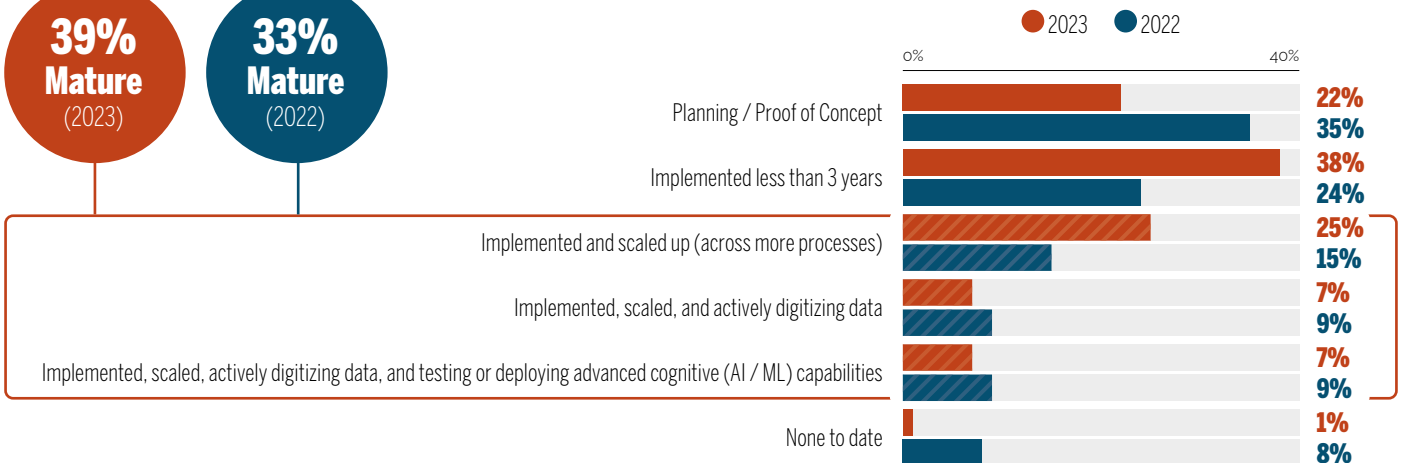 39%
Mature
(2023)
33%
Mature
(2022)
2023 2022
0% 40%
Planning / Proof of Concept
22%
35%
Implemented less than 3 years
38%
24%
Implemented and scaled up (across more processes)
25%
15%
Implemented, scaled, and actively digitizing data
7%
9%
Implemented, scaled, actively digitizing data, and testing or deploying advanced cognitive (AI / ML) capabilities
7%
9%
None to date
1%
8%